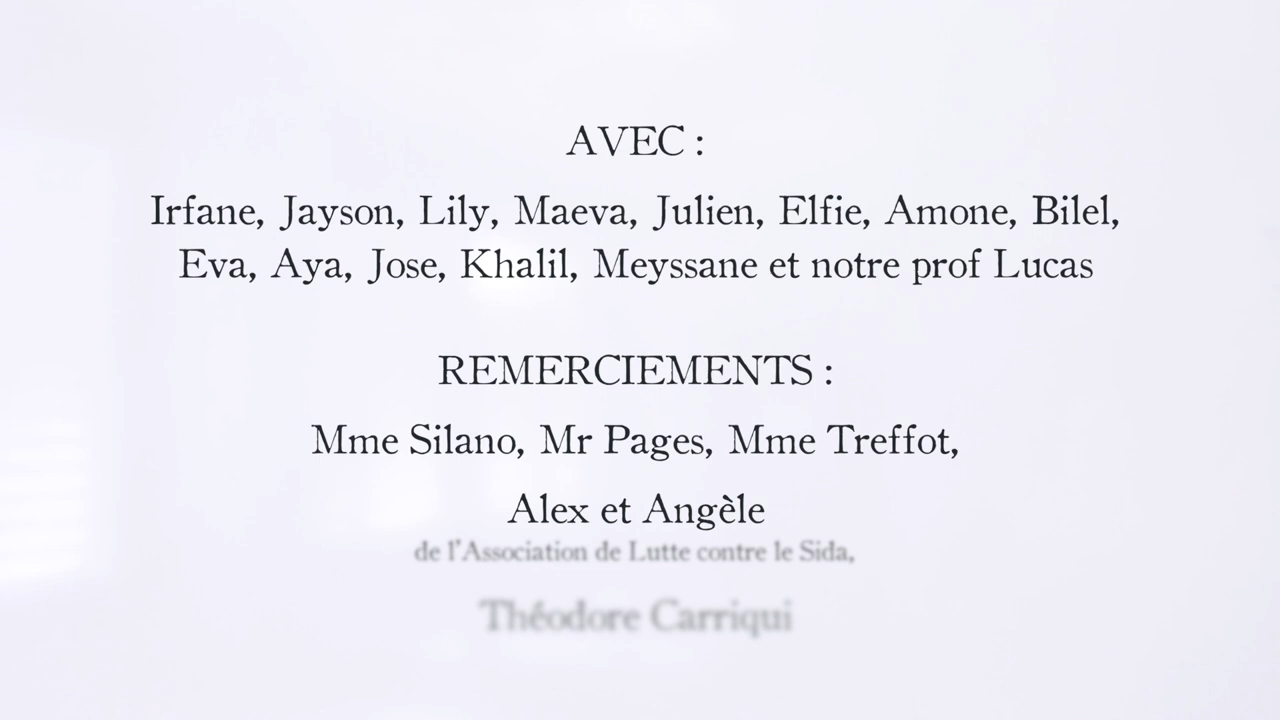 AVEC :
Irfane, Jayson, Lily, Maeva, Julien, Elfie, Amone, Bilel,
Eva, Aya, Jose, Khalil, Meyssane et notre prof Lucas
REMERCIEMENTS :
Mme Silano, Mr Pages, Mme Treffot,
Alex et Angèle
de l'Association de Lutte contre le Sida,
Théodore Carriqui